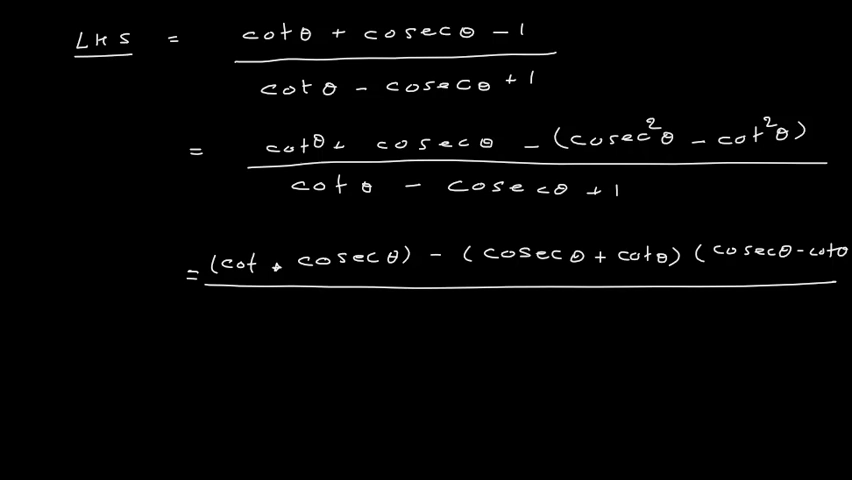 LHS = cotθ + cosecθ - 1
cotθ - cosecθ + 1
= cotθ + cosecθ - (cosec²θ - cot²θ)
cotθ - cosecθ + 1
= (cot + cosecθ) - (cosecθ + cotθ) (cosecθ - cotθ